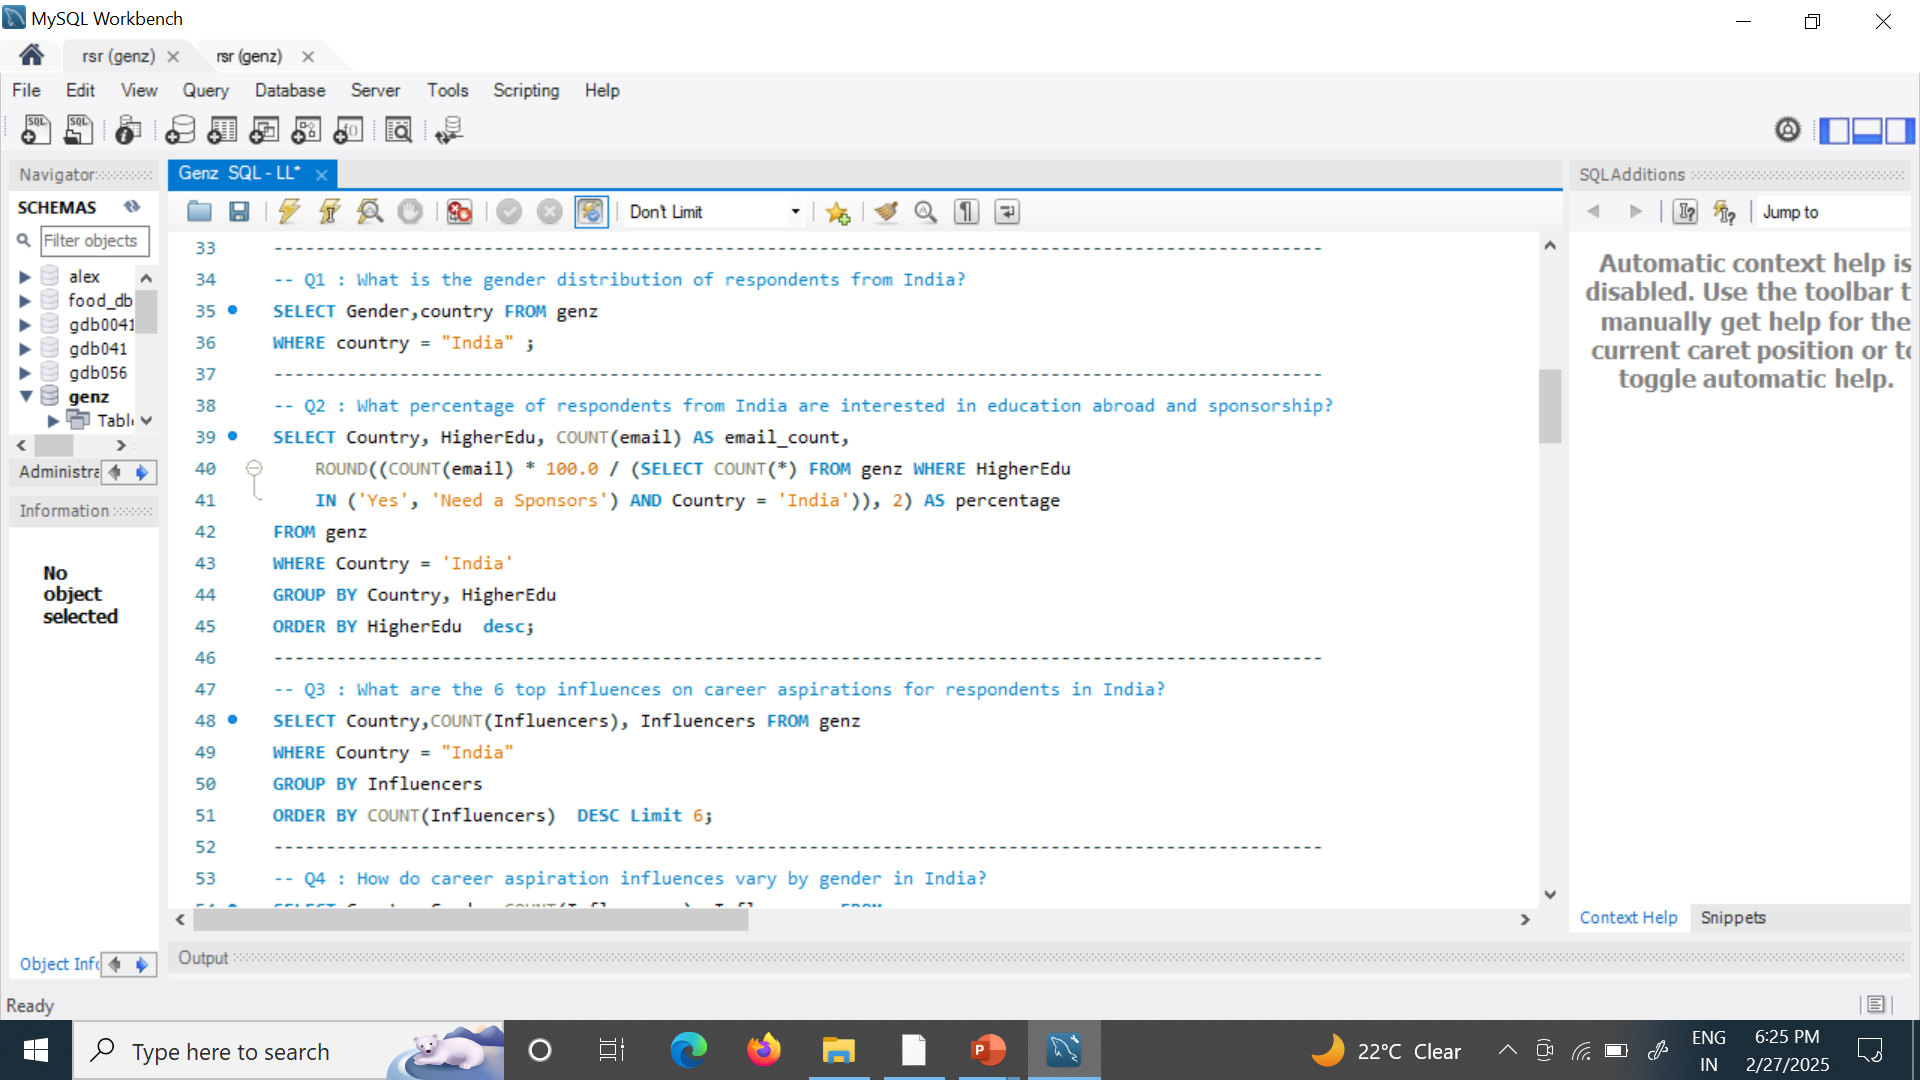 MySQL Workbench
rsr (genz)
rsr (genz)
File Edit View Query Database Server Tools Scripting Help
Navigator
Genz SQL - LL*
SQLAdditions
SCHEMAS
Don't Limit
Jump to
Filter objects
alex
food_db
gdb0041
gdb041
gdb056
genz
Administra
Information
No
object
selected
Object Info
33 ----------------------------------------------------------------------------------------------------
34 -- Q1 : What is the gender distribution of respondents from India?
35 SELECT Gender,country FROM genz
36 WHERE country = "India" ;
37 ----------------------------------------------------------------------------------------------------
38 -- Q2 : What percentage of respondents from India are interested in education abroad and sponsorship?
39 SELECT Country, HigherEdu, COUNT(email) AS email_count,
40 ROUND((COUNT(email) * 100.0 / (SELECT COUNT(*) FROM genz WHERE HigherEdu
41 IN ('Yes', 'Need a Sponsors') AND Country = 'India')), 2) AS percentage
42 FROM genz
43 WHERE Country = 'India'
44 GROUP BY Country, HigherEdu
45 ORDER BY HigherEdu  desc;
46 ----------------------------------------------------------------------------------------------------
47 -- Q3 : What are the 6 top influences on career aspirations for respondents in India?
48 SELECT Country,COUNT(Influencers), Influencers FROM genz
49 WHERE Country = "India"
50 GROUP BY Influencers
51 ORDER BY COUNT(Influencers)  DESC Limit 6;
52 ----------------------------------------------------------------------------------------------------
53 -- Q4 : How do career aspiration influences vary by gender in India?
Automatic context help is
disabled. Use the toolbar t
manually get help for the
current caret position or to
toggle automatic help.
Context Help Snippets
Output
Ready
Type here to search
22°C Clear
ENG
IN
6:25 PM
2/27/2025